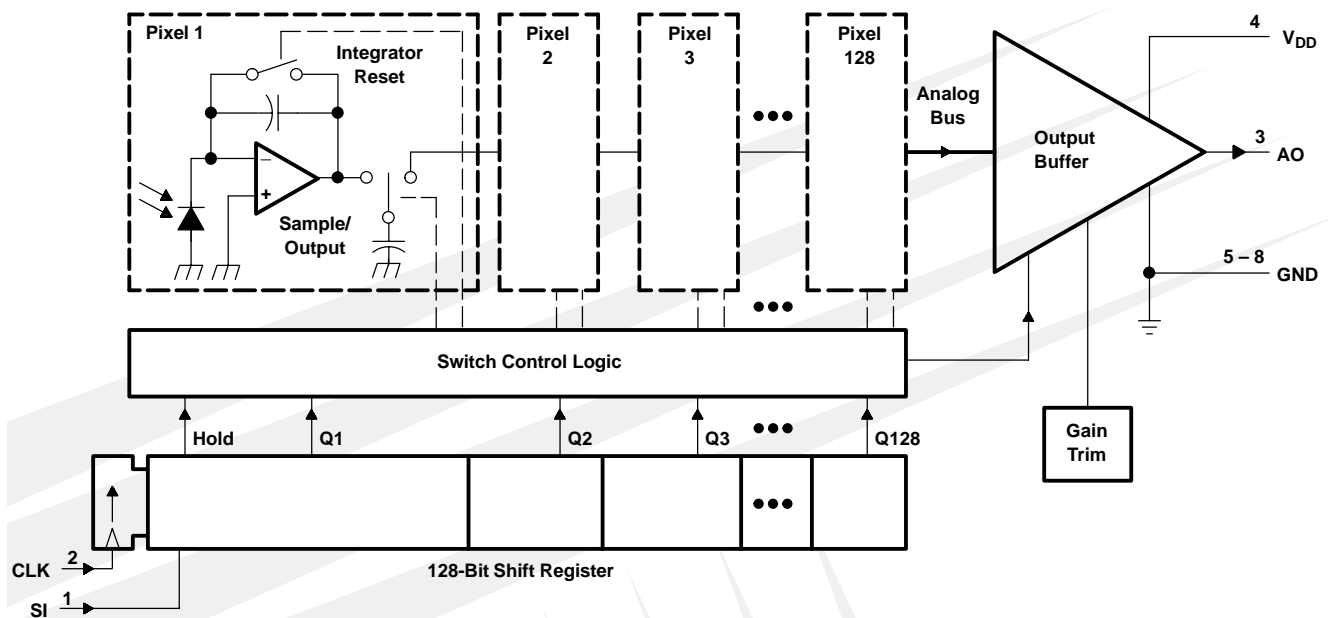 Pixel 1
Integrator
Reset
−
+
Sample/
Output
Pixel
2
Pixel
3
Pixel
128
Analog
Bus
Output
Buffer
4
VDD
3
AO
5 – 8
GND
Switch Control Logic
Hold
Q1
Q2
Q3
Q128
Gain
Trim
CLK
2
128-Bit Shift Register
SI
1